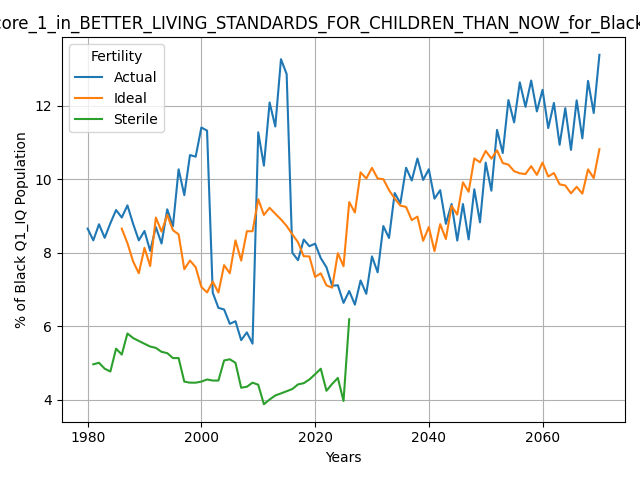 core_1_in_BETTER_LIVING_STANDARDS_FOR_CHILDREN_THAN_NOW_for_Black
Fertility
Actual
Ideal
Sterile
% of Black Q1_IQ Population
12
10
8
6
4
1980
2000
2020
2040
2060
Years